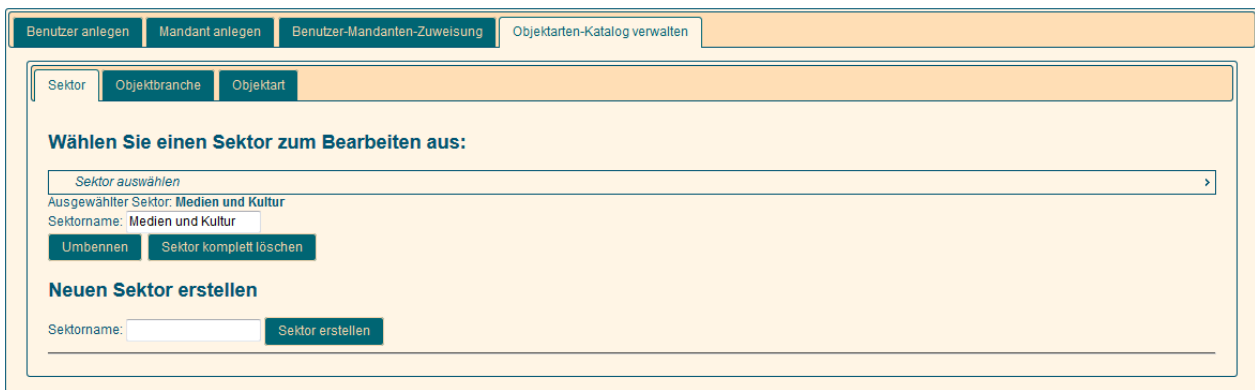 Benutzer anlegen Mandant anlegen Benutzer-Mandanten-Zuweisung Objektarten-Katalog verwalten
Sektor Objektbranche Objektart
Wählen Sie einen Sektor zum Bearbeiten aus:
Sektor auswählen ›
Ausgewählter Sektor: Medien und Kultur
Sektorname: Medien und Kultur
Umbennen Sektor komplett löschen
Neuen Sektor erstellen
Sektorname: Sektor erstellen